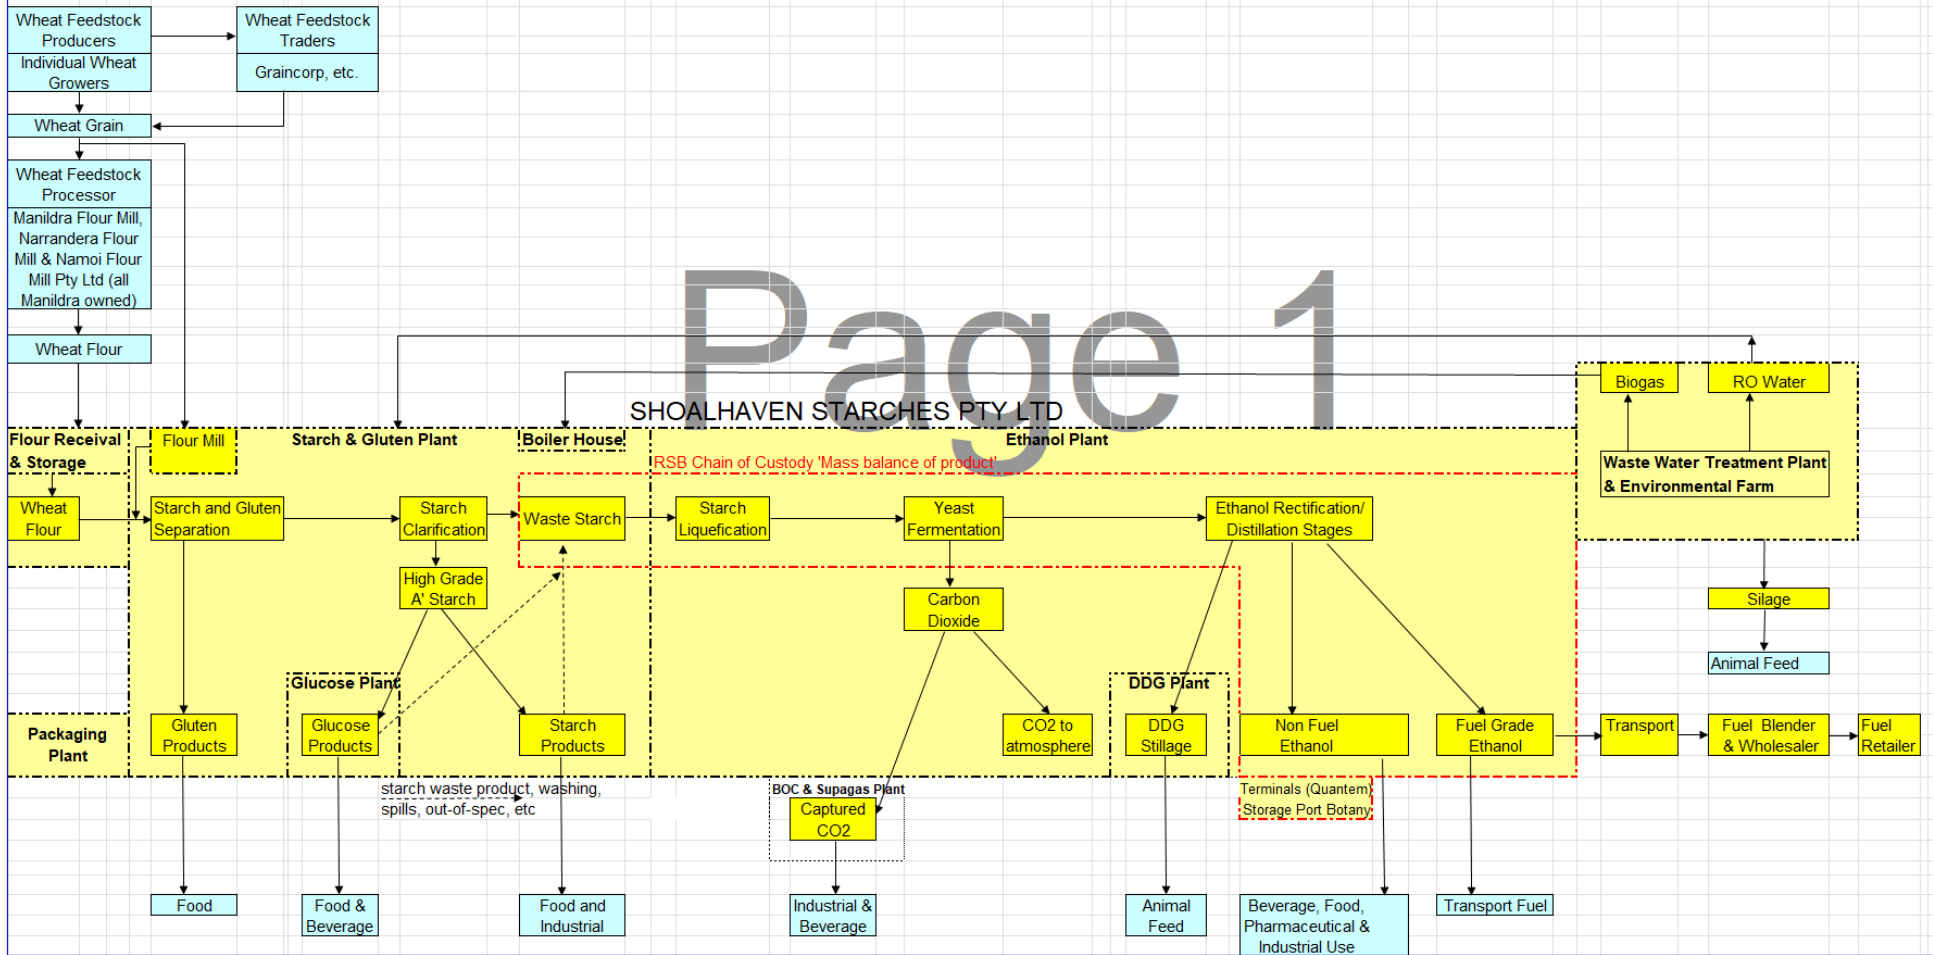 Wheat Feedstock
Producers
Wheat Feedstock
Traders
Individual Wheat
Growers
Graincorp, etc.
Wheat Grain
Wheat Feedstock
Processor
Manildra Flour Mill,
Narrandera Flour
Mill & Namoi Flour
Mill Pty Ltd (all
Manildra owned)
Wheat Flour
Page 1
Biogas
RO Water
SHOALHAVEN STARCHES PTY LTD
Flour Receival
& Storage
Flour Mill
Starch & Gluten Plant
Boiler House
Ethanol Plant
RSB Chain of Custody 'Mass balance of product'
Waste Water Treatment Plant
& Environmental Farm
Wheat
Flour
Starch and Gluten
Separation
Starch
Clarification
Waste Starch
Starch
Liquefication
Yeast
Fermentation
Ethanol Rectification/
Distillation Stages
High Grade
A' Starch
Carbon
Dioxide
Silage
Animal Feed
Glucose Plant
DDG Plant
Packaging
Plant
Gluten
Products
Glucose
Products
Starch
Products
CO2 to
atmosphere
DDG
Stillage
Non Fuel
Ethanol
Fuel Grade
Ethanol
Transport
Fuel Blender
& Wholesaler
Fuel
Retailer
starch waste product, washing,
spills, out-of-spec, etc
BOC & Supagas Plant
Captured
CO2
Terminals (Quantem)
Storage Port Botany
Food
Food &
Beverage
Food and
Industrial
Industrial &
Beverage
Animal
Feed
Beverage, Food,
Pharmaceutical &
Industrial Use
Transport Fuel